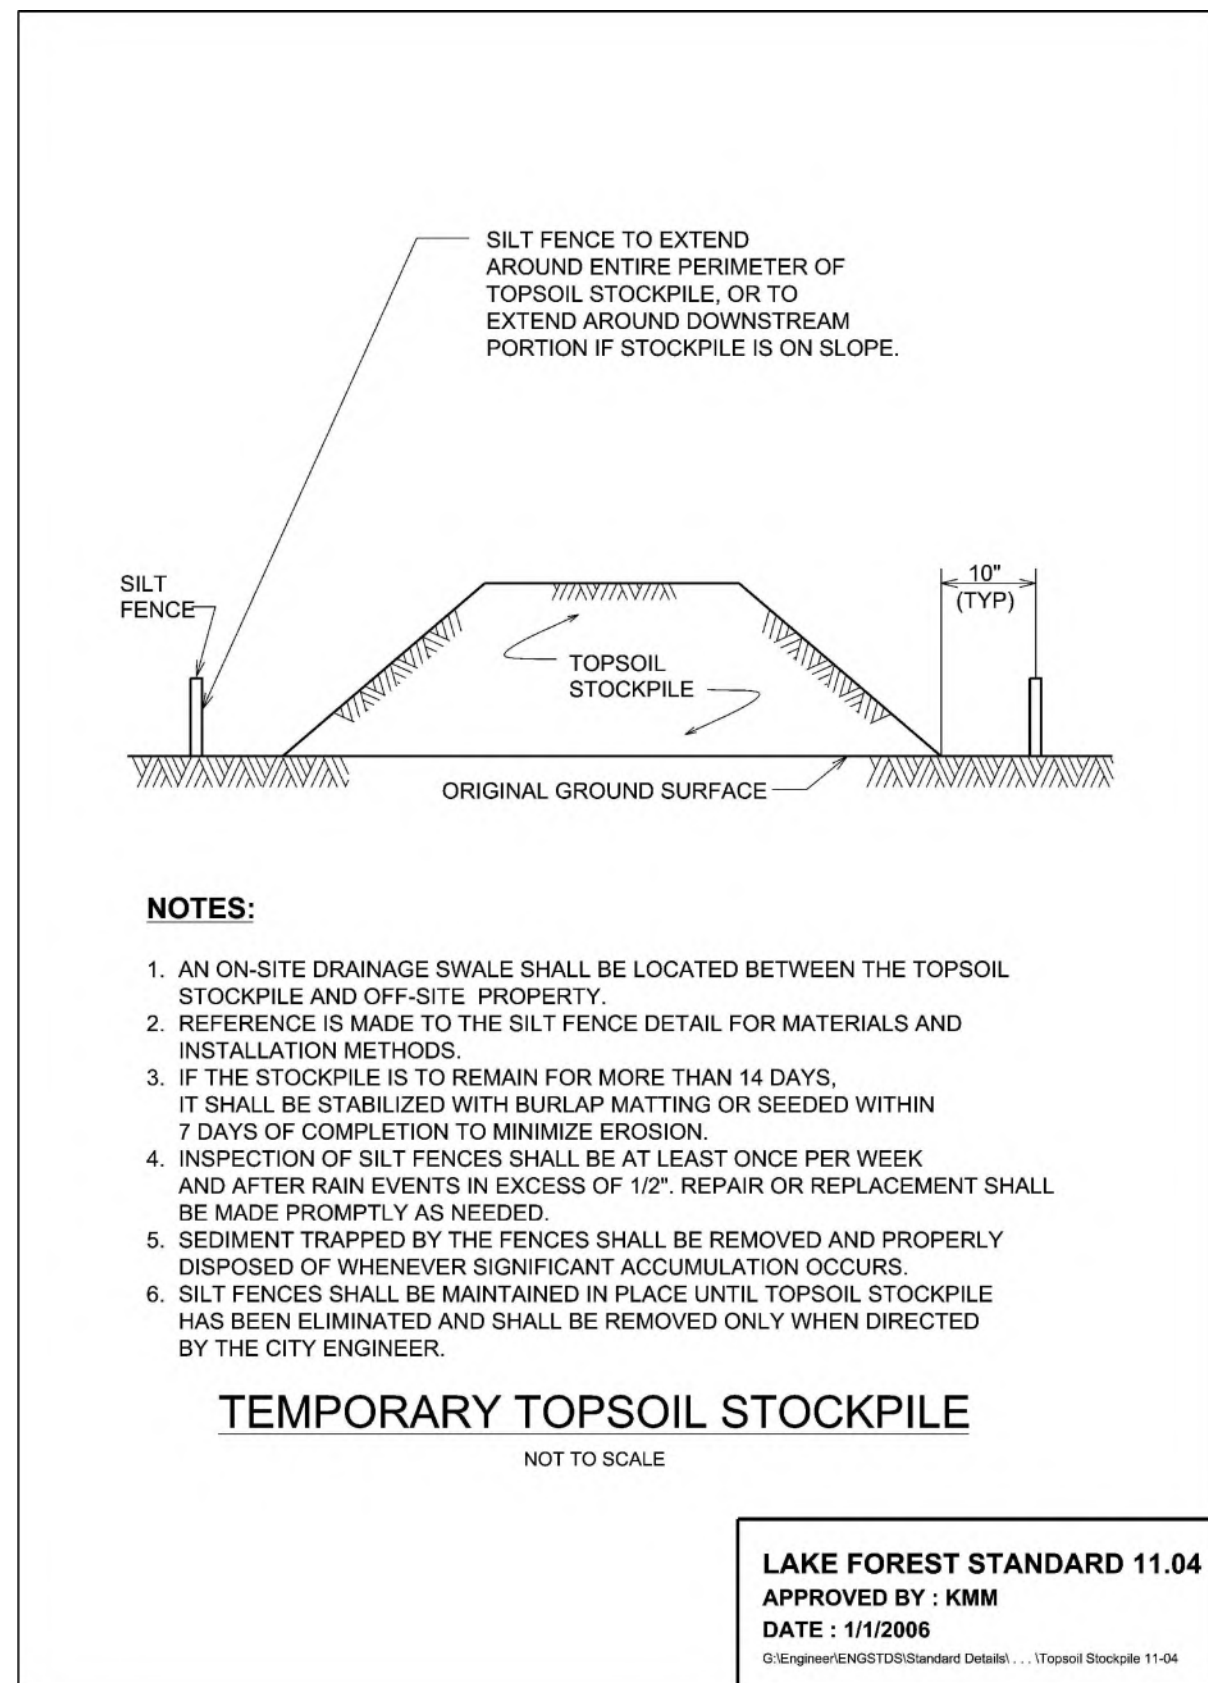 SILT FENCE TO EXTEND
AROUND ENTIRE PERIMETER OF
TOPSOIL STOCKPILE, OR TO
EXTEND AROUND DOWNSTREAM
PORTION IF STOCKPILE IS ON SLOPE.
SILT
FENCE
10"
(TYP)
TOPSOIL
STOCKPILE
ORIGINAL GROUND SURFACE
NOTES:
1. AN ON-SITE DRAINAGE SWALE SHALL BE LOCATED BETWEEN THE TOPSOIL
STOCKPILE AND OFF-SITE PROPERTY.
2. REFERENCE IS MADE TO THE SILT FENCE DETAIL FOR MATERIALS AND
INSTALLATION METHODS.
3. IF THE STOCKPILE IS TO REMAIN FOR MORE THAN 14 DAYS,
IT SHALL BE STABILIZED WITH BURLAP MATTING OR SEEDED WITHIN
7 DAYS OF COMPLETION TO MINIMIZE EROSION.
4. INSPECTION OF SILT FENCES SHALL BE AT LEAST ONCE PER WEEK
AND AFTER RAIN EVENTS IN EXCESS OF 1/2". REPAIR OR REPLACEMENT SHALL
BE MADE PROMPTLY AS NEEDED.
5. SEDIMENT TRAPPED BY THE FENCES SHALL BE REMOVED AND PROPERLY
DISPOSED OF WHENEVER SIGNIFICANT ACCUMULATION OCCURS.
6. SILT FENCES SHALL BE MAINTAINED IN PLACE UNTIL TOPSOIL STOCKPILE
HAS BEEN ELIMINATED AND SHALL BE REMOVED ONLY WHEN DIRECTED
BY THE CITY ENGINEER.
TEMPORARY TOPSOIL STOCKPILE
NOT TO SCALE
LAKE FOREST STANDARD 11.04
APPROVED BY : KMM
DATE : 1/1/2006
G:\Engineer\ENGSTDS\Standard Details\ . . . \Topsoil Stockpile 11-04